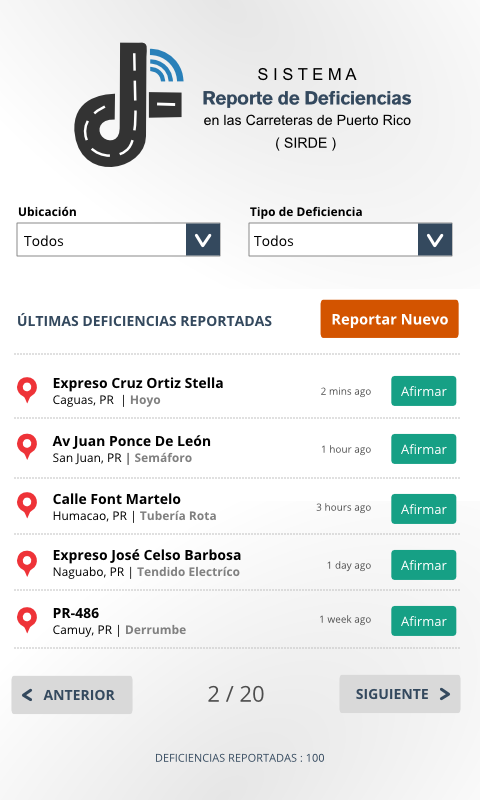 SISTEMA
Reporte de Deficiencias
en las Carreteras de Puerto Rico
( SIRDE )
Ubicación
Tipo de Deficiencia
Todos
Todos
ÚLTIMAS DEFICIENCIAS REPORTADAS
Reportar Nuevo
Expreso Cruz Ortiz Stella
Caguas, PR | Hoyo
2 mins ago
Afirmar
Av Juan Ponce De León
San Juan, PR | Semáforo
1 hour ago
Afirmar
Calle Font Martelo
Humacao, PR | Tubería Rota
3 hours ago
Afirmar
Expreso José Celso Barbosa
Naguabo, PR | Tendido Electríco
1 day ago
Afirmar
PR-486
Camuy, PR | Derrumbe
1 week ago
Afirmar
ANTERIOR
2 / 20
SIGUIENTE
DEFICIENCIAS REPORTADAS : 100